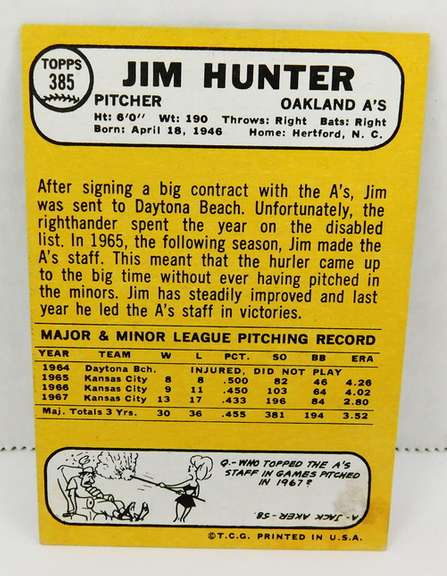 TOPPS
385
JIM HUNTER
PITCHER OAKLAND A'S
Ht: 6'0" Wt: 190 Throws: Right Bats: Right
Born: April 18, 1946 Home: Hertford, N. C.
After signing a big contract with the A's, Jim
was sent to Daytona Beach. Unfortunately, the
righthander spent the year on the disabled
list. In 1965, the following season, Jim made the
A's staff. This meant that the hurler came up
to the big time without ever having pitched in
the minors. Jim has steadily improved and last
year he led the A's staff in victories.
MAJOR & MINOR LEAGUE PITCHING RECORD
YEAR TEAM W L PCT. SO BB ERA
1964 Daytona Bch. INJURED, DID NOT PLAY
1965 Kansas City 8 8 .500 82 46 4.26
1966 Kansas City 9 11 .450 103 64 4.02
1967 Kansas City 13 17 .433 196 84 2.80
Maj. Totals 3 Yrs. 30 36 .455 381 194 3.52
Q.-WHO TOPPED THE A'S
STAFF IN GAMES PITCHED
IN 1967?
A.-JACK AKER-58.
©T.C.G. PRINTED IN U.S.A.